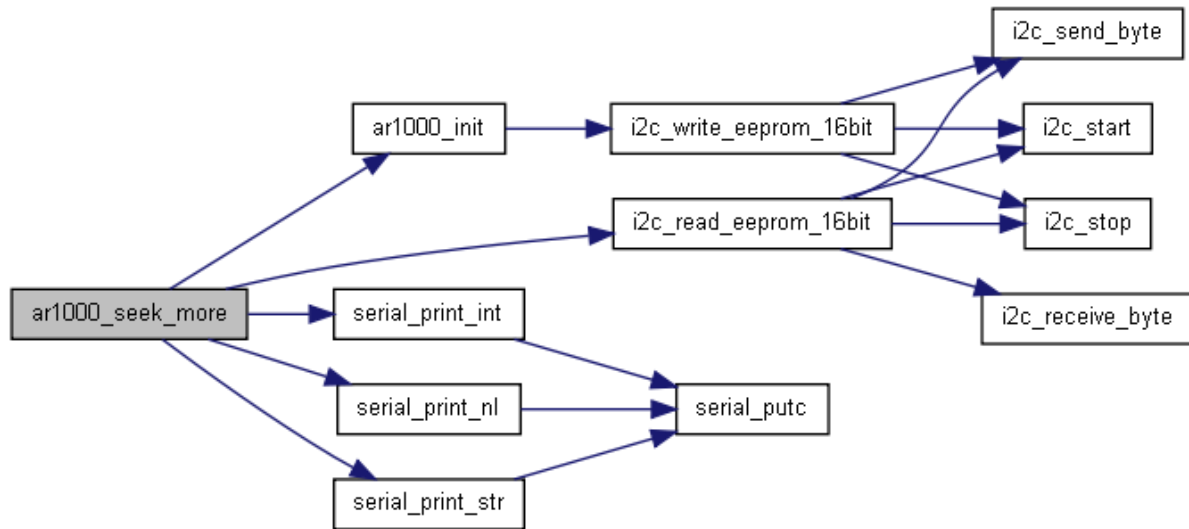 i2c_send_byte
ar1000_init
i2c_write_eeprom_16bit
i2c_start
i2c_read_eeprom_16bit
i2c_stop
ar1000_seek_more
serial_print_int
i2c_receive_byte
serial_print_nl
serial_putc
serial_print_str